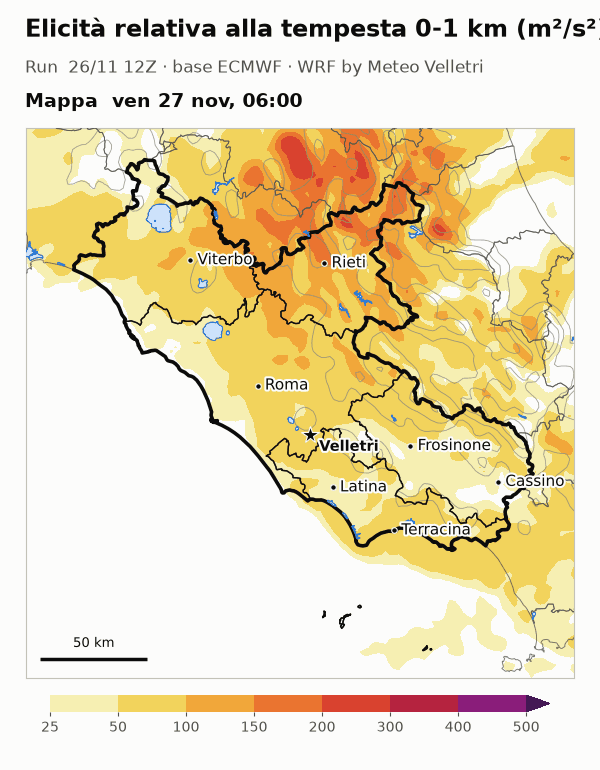 Elicità relativa alla tempesta 0-1 km (m²/s²)
Run 26/11 12Z · base ECMWF · WRF by Meteo Velletri
Mappa ven 27 nov, 06:00
Viterbo
Rieti
Roma
Velletri
Frosinone
Cassino
Latina
Terracina
50 km
25 50 100 150 200 300 400 500